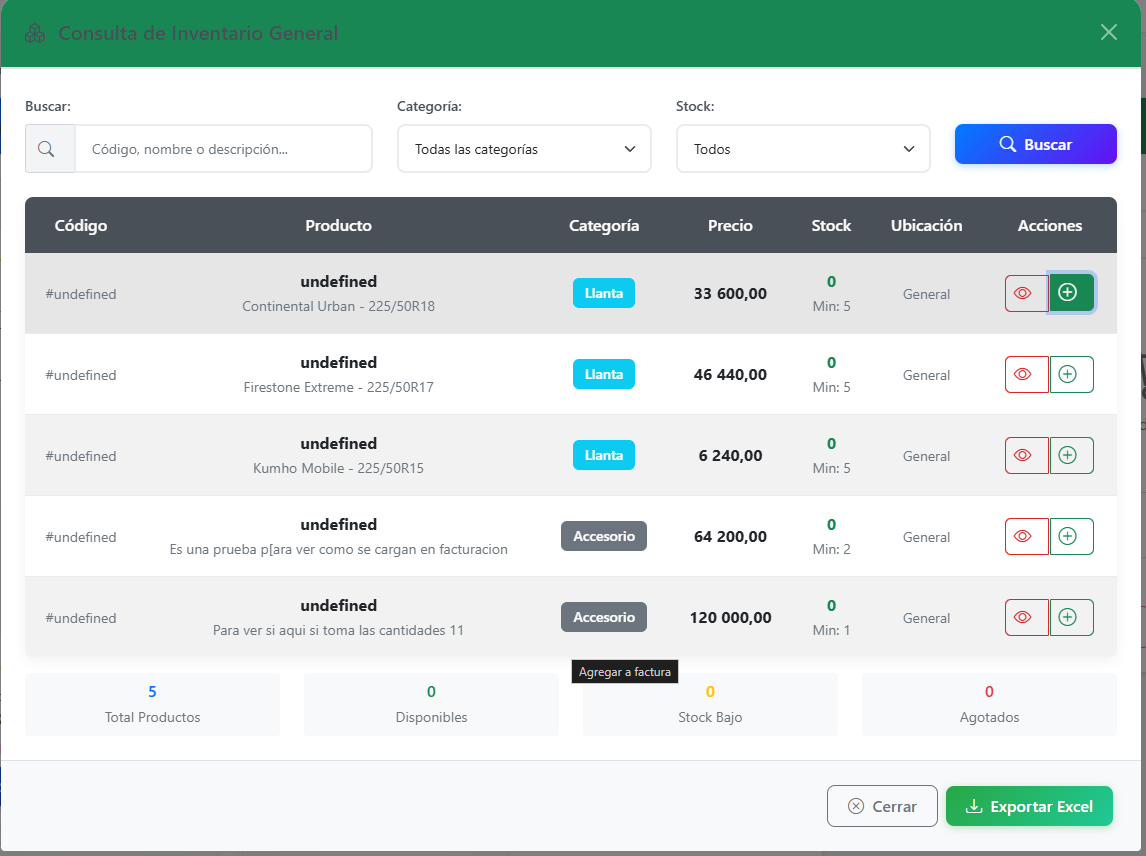 Consulta de Inventario General
Buscar:
Categoría:
Stock:
Código, nombre o descripción...
Todas las categorías
Todos
Buscar
Código Producto Categoría Precio Stock Ubicación Acciones
#undefined undefined Llanta 33 600,00 0 General
Continental Urban - 225/50R18 Min: 5
#undefined undefined Llanta 46 440,00 0 General
Firestone Extreme - 225/50R17 Min: 5
#undefined undefined Llanta 6 240,00 0 General
Kumho Mobile - 225/50R15 Min: 5
#undefined undefined Accesorio 64 200,00 0 General
Es una prueba p[ara ver como se cargan en facturacion Min: 2
#undefined undefined Accesorio 120 000,00 0 General
Para ver si aqui si toma las cantidades 11 Min: 1
Agregar a factura
5 0 0 0
Total Productos Disponibles Stock Bajo Agotados
Cerrar
Exportar Excel